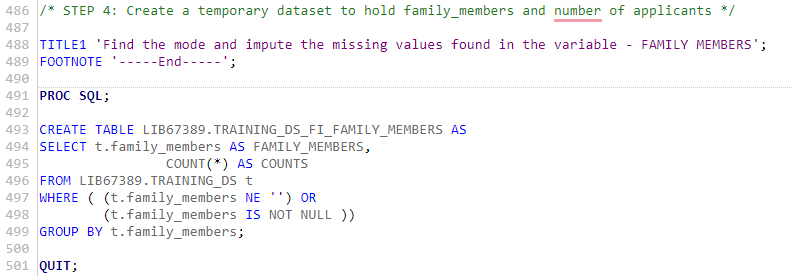 486 /* STEP 4: Create a temporary dataset to hold family_members and number of applicants */
487
488 TITLE1 'Find the mode and impute the missing values found in the variable - FAMILY MEMBERS';
489 FOOTNOTE '-----End-----';
490
491 PROC SQL;
492
493 CREATE TABLE LIB67389.TRAINING_DS_FI_FAMILY_MEMBERS AS
494 SELECT t.family_members AS FAMILY_MEMBERS,
495 COUNT(*) AS COUNTS
496 FROM LIB67389.TRAINING_DS t
497 WHERE ( (t.family_members NE '') OR
498 (t.family_members IS NOT NULL ))
499 GROUP BY t.family_members;
500
501 QUIT;